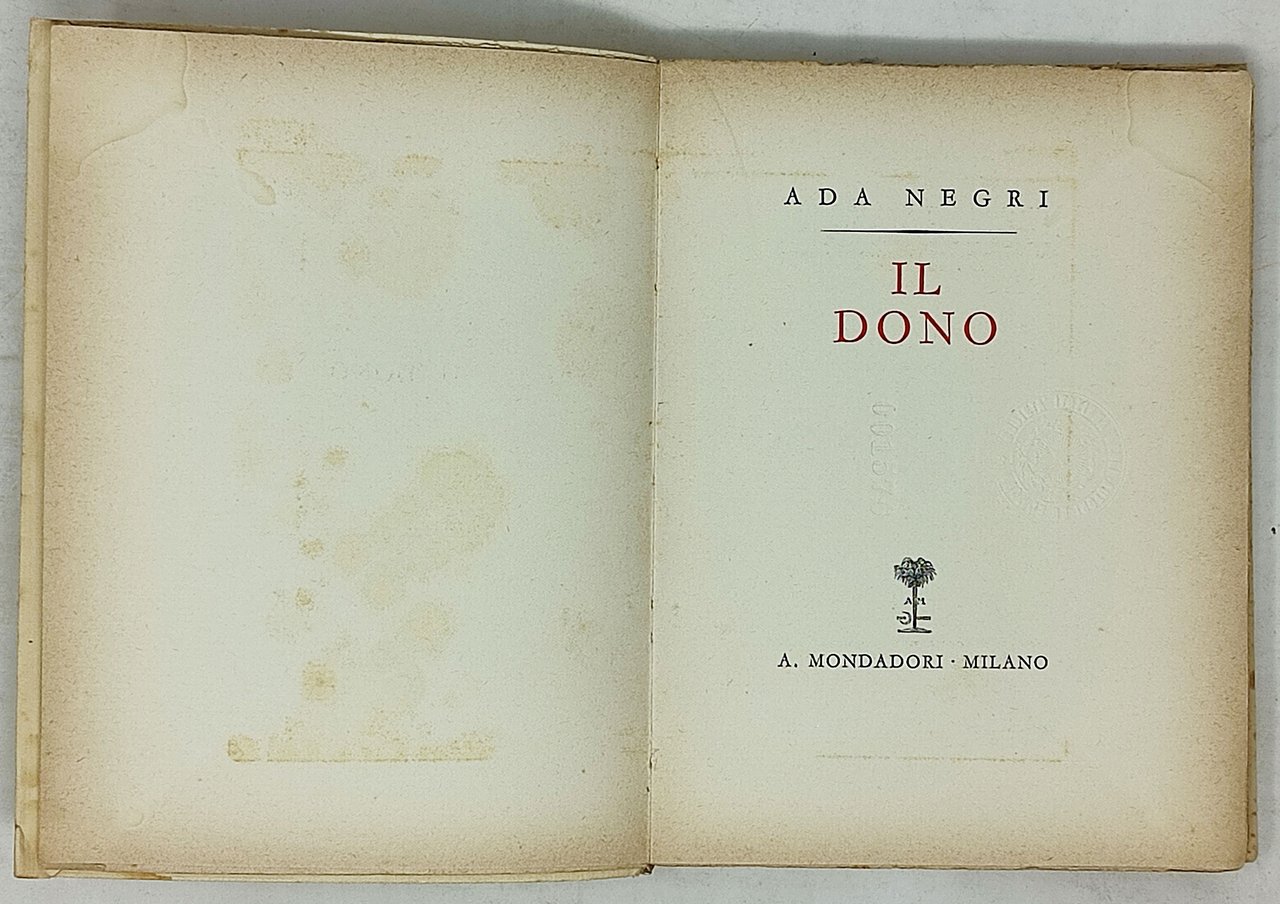 ADA NEGRI
IL
DONO
A M
A. MONDADORI · MILANO